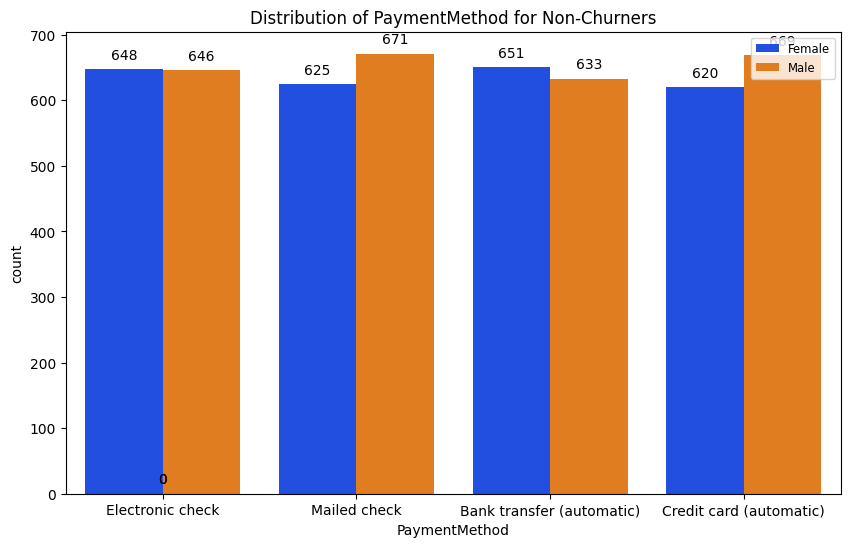 Distribution of PaymentMethod for Non-Churners
700
600
500
400
300
200
100
0
count
648
646
625
671
651
633
620
669
0
Female
Male
Electronic check
Mailed check
Bank transfer (automatic)
Credit card (automatic)
PaymentMethod